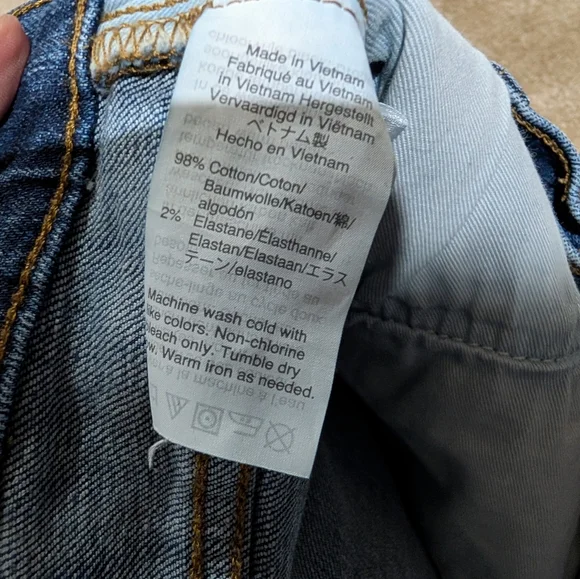 Made in Vietnam
Fabriqué au Vietnam
in Vietnam Hergestellt
Vervaardigd in Viëtnam
ベトナム製
Hecho en Vietnam
98% Cotton/Coton/
Baumwolle/Katoen/綿/
algodón
2% Elastane/Élasthanne/
Elastan/Elastaan/エラス
テーン/elastano
Machine wash cold with
like colors. Non-chlorine
bleach only. Tumble dry
low. Warm iron as needed.